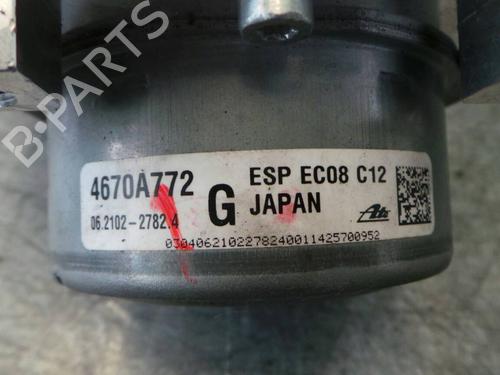 B-PARTS
4670A772
06.2102-2782.4
G
ESP EC08 C12
JAPAN
Ate
0304062102278240011425700952